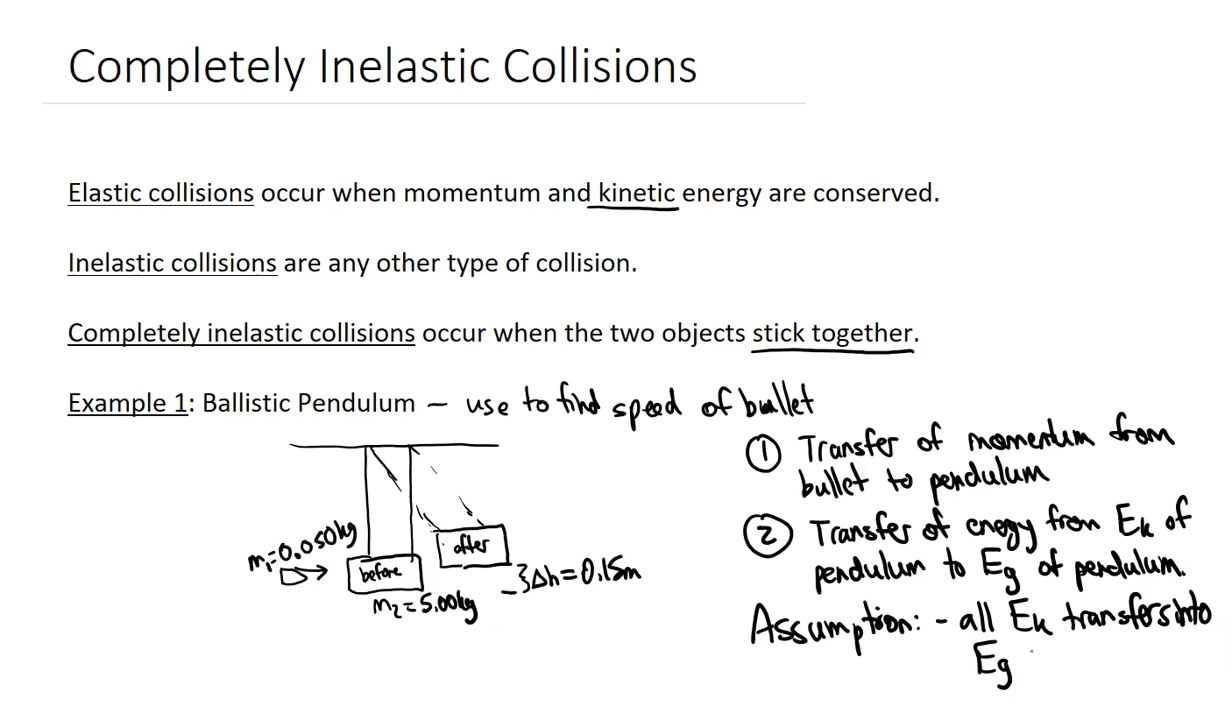 Completely Inelastic Collisions
Elastic collisions occur when momentum and kinetic energy are conserved.
Inelastic collisions are any other type of collision.
Completely inelastic collisions occur when the two objects stick together.
Example 1: Ballistic Pendulum – use to find speed of bullet
m₁=0.050kg
before
after
m₂=5.00kg
Δh=0.15m
① Transfer of momentum from
bullet to pendulum
② Transfer of energy from Ek of
pendulum to Eg of pendulum.
Assumption: - all Ek transfers into
Eg